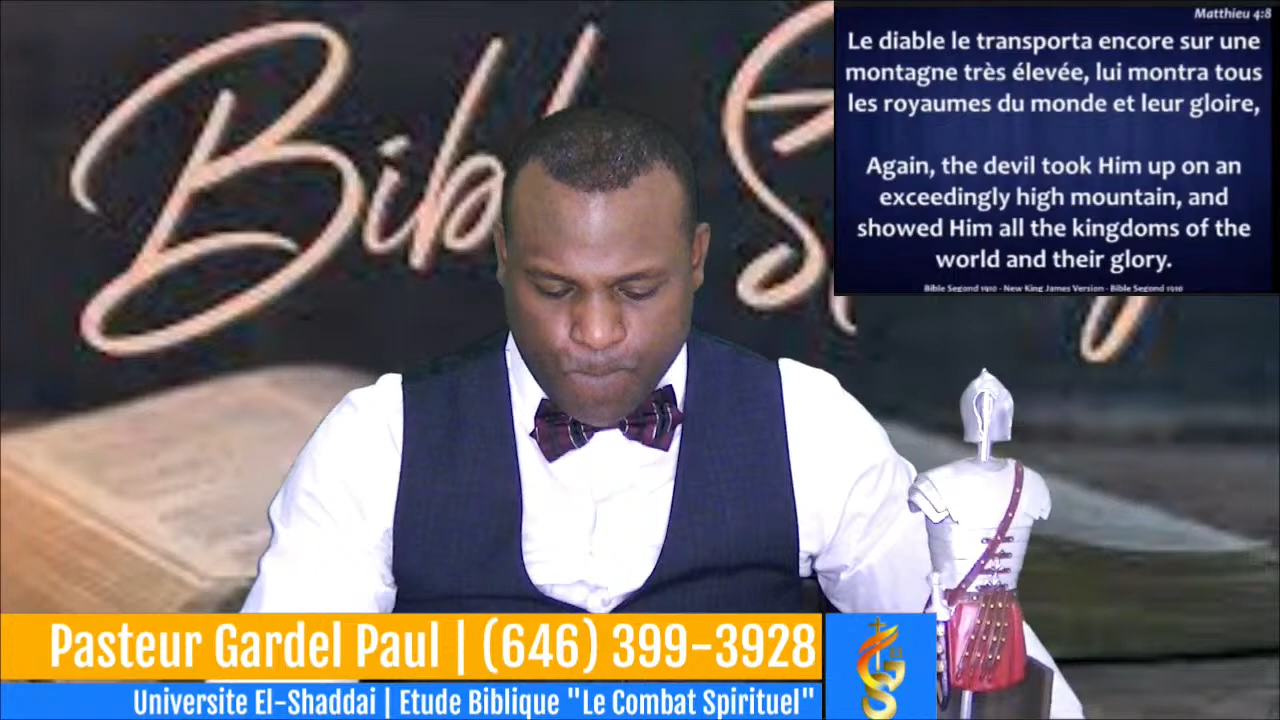 Matthieu 4:8
Le diable le transporta encore sur une
montagne très élevée, lui montra tous
les royaumes du monde et leur gloire,
Again, the devil took Him up on an
exceedingly high mountain, and
showed Him all the kingdoms of the
world and their glory.
Bible Segond 1910 - New King James Version - Bible Segond 1910
Pasteur Gardel Paul | (646) 399-3928
Universite El-Shaddai | Etude Biblique "Le Combat Spirituel"